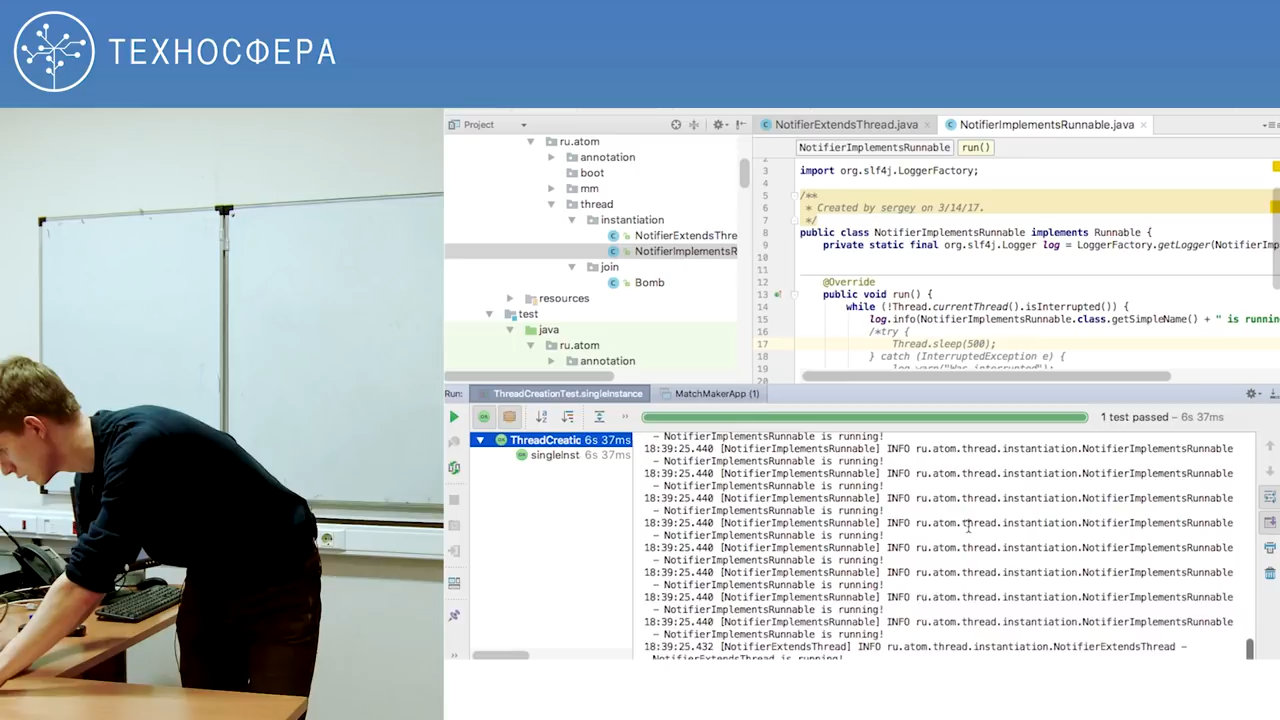 ТЕХНОСФЕРА
Project
ru.atom
annotation
boot
mm
thread
instantiation
NotifierExtendsThre
NotifierImplementsR
join
Bomb
resources
test
java
ru.atom
annotation
NotifierExtendsThread.java
NotifierImplementsRunnable.java
NotifierImplementsRunnable
run()
3 import org.slf4j.LoggerFactory;
4
5 /**
6 * Created by sergey on 3/14/17.
7 */
8 public class NotifierImplementsRunnable implements Runnable {
9 private static final org.slf4j.Logger log = LoggerFactory.getLogger(NotifierImp
10
11
12 @Override
13 public void run() {
14 while (!Thread.currentThread().isInterrupted()) {
15 log.info(NotifierImplementsRunnable.class.getSimpleName() + " is runnin
16 /*try {
17 Thread.sleep(500);
18 } catch (InterruptedException e) {
19 log.warn("Was interrupted");
20
Run:
ThreadCreationTest.singleInstance
MatchMakerApp (1)
1 test passed – 6s 37ms
ThreadCreatic 6s 37ms
singleInst 6s 37ms
– NotifierImplementsRunnable is running!
18:39:25.440 [NotifierImplementsRunnable] INFO ru.atom.thread.instantiation.NotifierImplementsRunnable
– NotifierImplementsRunnable is running!
18:39:25.440 [NotifierImplementsRunnable] INFO ru.atom.thread.instantiation.NotifierImplementsRunnable
– NotifierImplementsRunnable is running!
18:39:25.440 [NotifierImplementsRunnable] INFO ru.atom.thread.instantiation.NotifierImplementsRunnable
– NotifierImplementsRunnable is running!
18:39:25.440 [NotifierImplementsRunnable] INFO ru.atom.thread.instantiation.NotifierImplementsRunnable
– NotifierImplementsRunnable is running!
18:39:25.440 [NotifierImplementsRunnable] INFO ru.atom.thread.instantiation.NotifierImplementsRunnable
– NotifierImplementsRunnable is running!
18:39:25.440 [NotifierImplementsRunnable] INFO ru.atom.thread.instantiation.NotifierImplementsRunnable
– NotifierImplementsRunnable is running!
18:39:25.440 [NotifierImplementsRunnable] INFO ru.atom.thread.instantiation.NotifierImplementsRunnable
– NotifierImplementsRunnable is running!
18:39:25.440 [NotifierImplementsRunnable] INFO ru.atom.thread.instantiation.NotifierImplementsRunnable
– NotifierImplementsRunnable is running!
18:39:25.432 [NotifierExtendsThread] INFO ru.atom.thread.instantiation.NotifierExtendsThread –
NotifierExtendsThread is running!